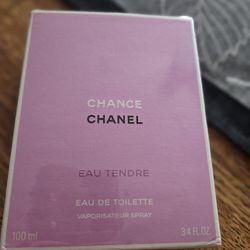 CHANCE
CHANEL
EAU TENDRE
EAU DE TOILETTE
VAPORISATEUR SPRAY
100 ml 3.4 FL.OZ.